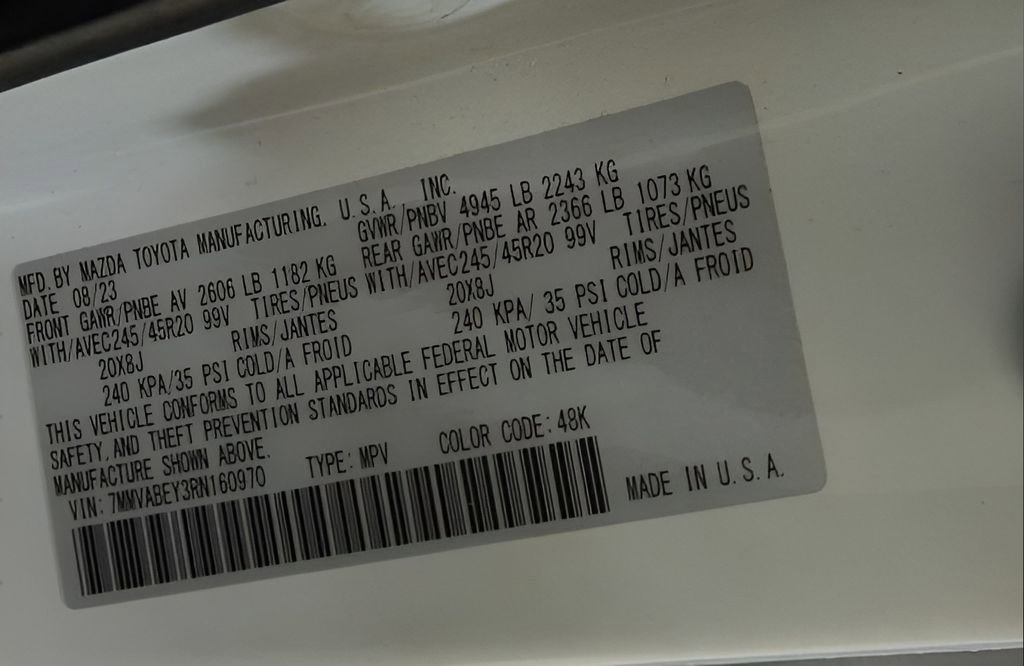 MFD. BY MAZDA TOYOTA MANUFACTURING, U.S.A., INC.
DATE 08/23 GVWR/PNBV 4945 LB 2243 KG
FRONT GAWR/PNBE AV 2606 LB 1182 KG REAR GAWR/PNBE AR 2366 LB 1073 KG
WITH/AVEC245/45R20 99V TIRES/PNEUS WITH/AVEC245/45R20 99V TIRES/PNEUS
20X8J RIMS/JANTES 20X8J RIMS/JANTES
240 KPA/35 PSI COLD/A FROID 240 KPA/ 35 PSI COLD/A FROID
THIS VEHICLE CONFORMS TO ALL APPLICABLE FEDERAL MOTOR VEHICLE
SAFETY, AND THEFT PREVENTION STANDARDS IN EFFECT ON THE DATE OF
MANUFACTURE SHOWN ABOVE.
VIN: 7MMVABEY3RN160970 TYPE: MPV COLOR CODE: 48K
MADE IN U.S.A.